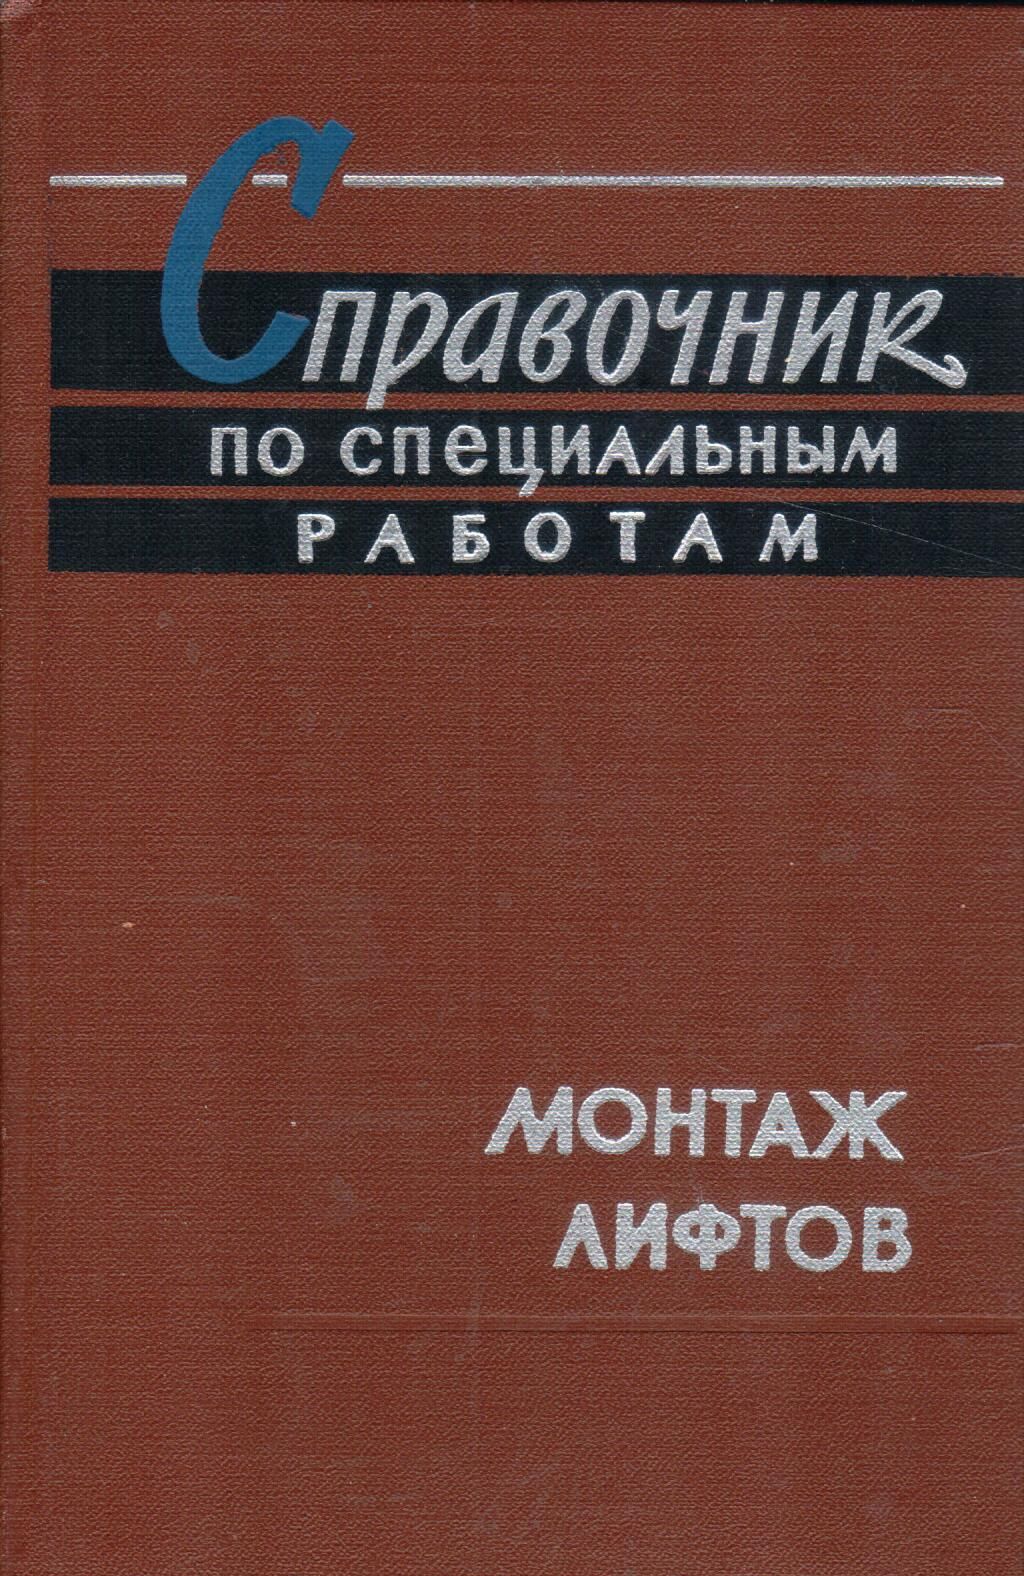 Справочник
по специальным
работам
монтаж
лифтов